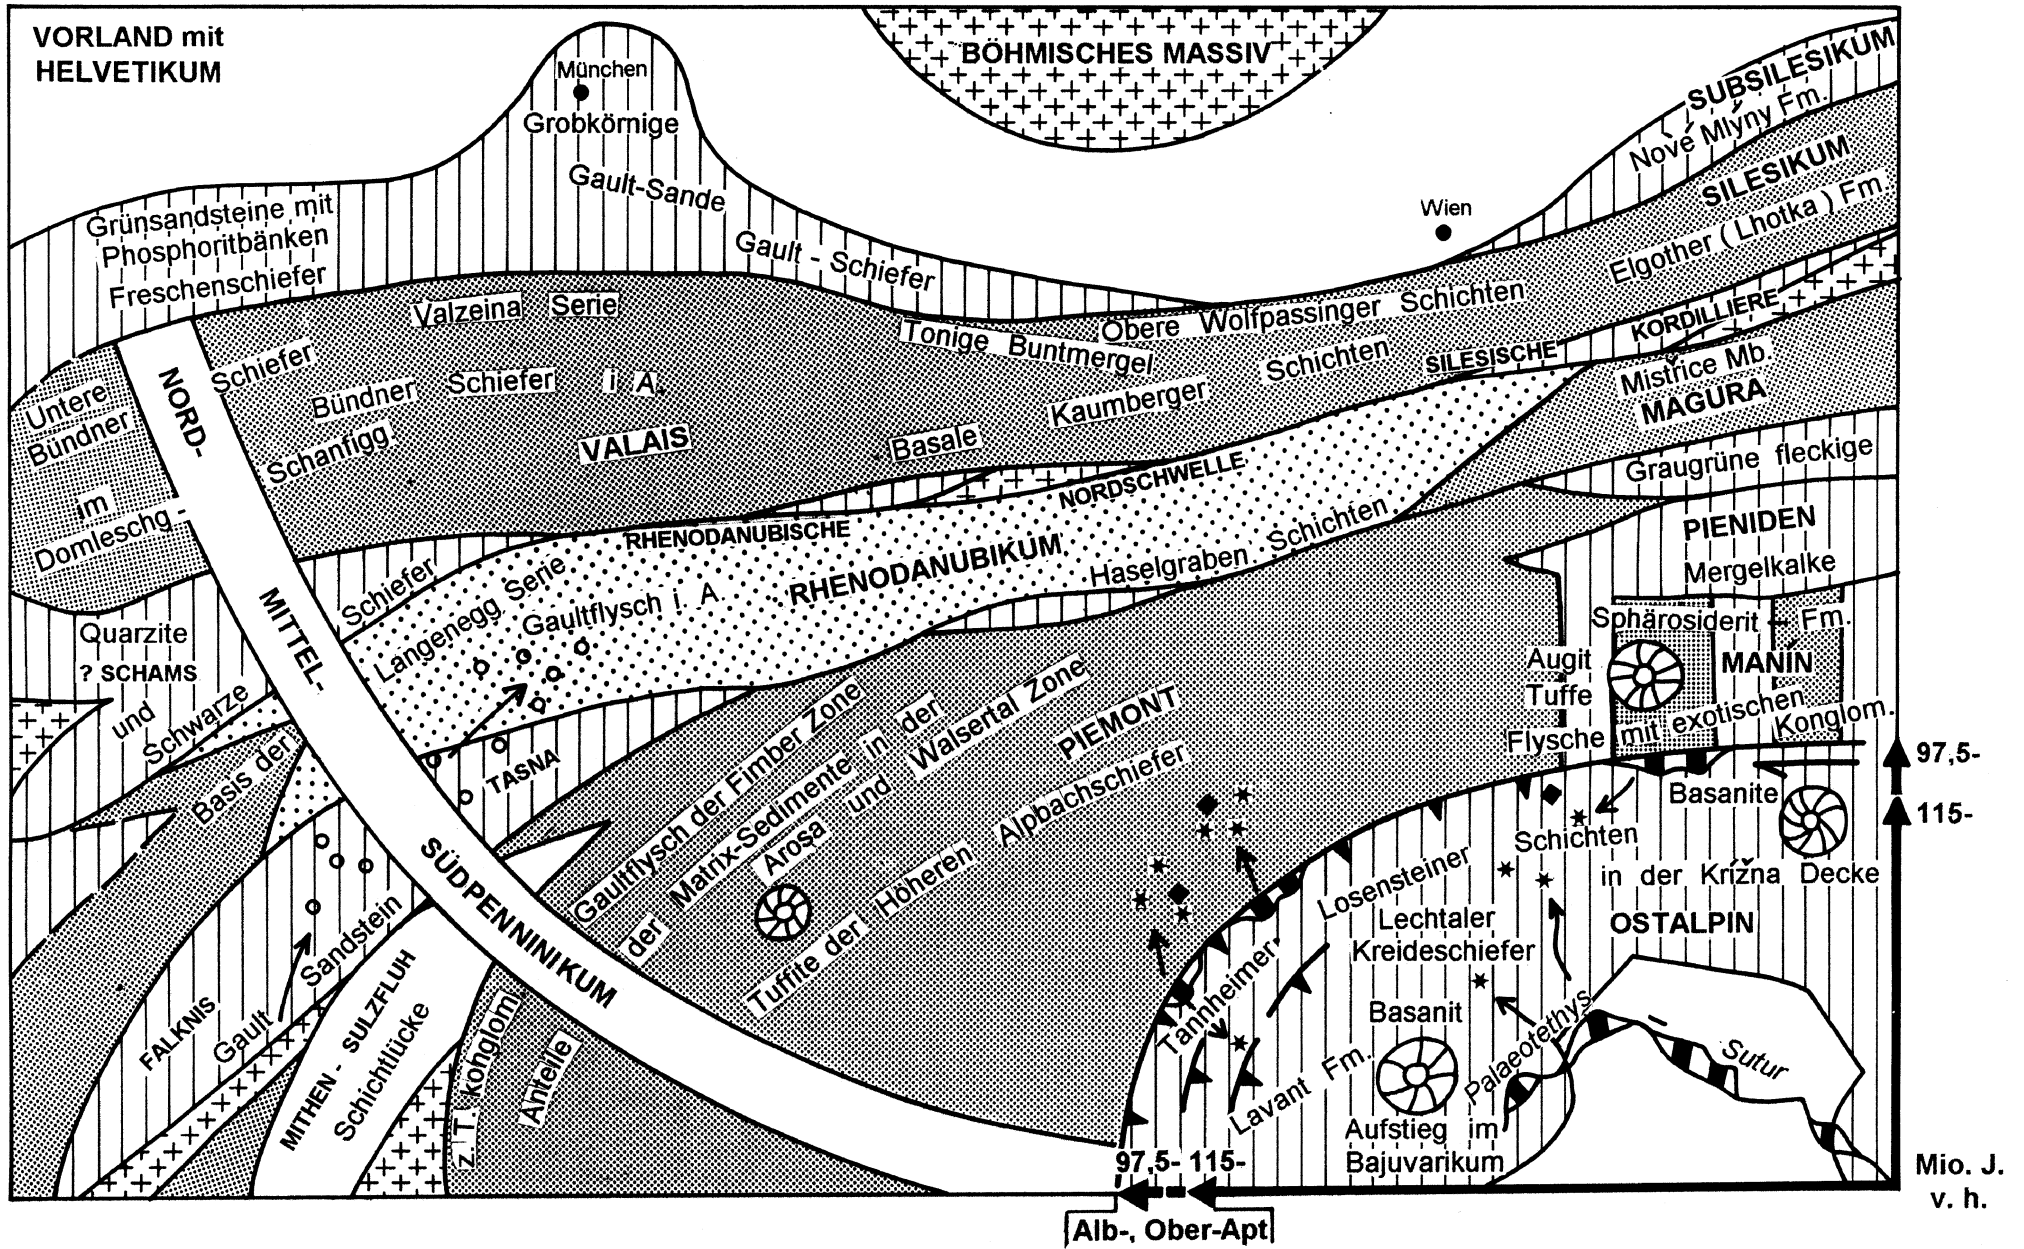 VORLAND mit
HELVETIKUM
München
Grobkörnige
Gault-Sande
BÖHMISCHES MASSIV
SUBSILESIKUM
Nové Mlýny Fm.
SILESIKUM
Elgother ( Lhotka ) Fm
Wien
Grünsandsteine mit
Phosphoritbänken
Freschenschiefer
Gault - Schiefer
Valzeina Serie
Obere Wolfpassinger Schichten
Tonige Buntmergel
SILESISCHE KORDILLIERE
Untere
Bündner
Schiefer
Bündner Schiefer i. A.
Kaumberger Schichten
Mistřice Mb.
MAGURA
Schanfigg.
VALAIS
Basale
Graugrüne fleckige
im
Domleschg -
Schiefer
RHENODANUBISCHE NORDSCHWELLE
PIENIDEN
Mergelkalke
Langenegg Serie
Gaultflysch i. A.
RHENODANUBIKUM
Haselgraben Schichten
Quarzite
? SCHAMS
und
Schwarze
Basis der
Sphärosiderit - Fm.
MANÍN
Augit
Tuffe
Flysche mit exotischen
Konglom.
TASNA
NORD-
MITTEL-
SÜDPENNINIKUM
Gaultflysch der Fimber Zone
der Matrix-Sedimente in der
Arosa und Walsertal Zone
PIEMONT
Tuffite der Höheren Alpbachschiefer
97,5-
115-
Basanite
Losensteiner Schichten
in der Krížna Decke
Lechtaler
Kreideschiefer
OSTALPIN
Tannheimer
FALKNIS
Gault Sandstein
MITHEN - SULZFLUH
Schichtlücke
z. T. konglom.
Anteile
Basanit
Lavant Fm.
Palaeotethys
Sutur
Aufstieg im
Bajuvarikum
97,5- 115-
Mio. J.
v. h.
Alb-, Ober-Apt